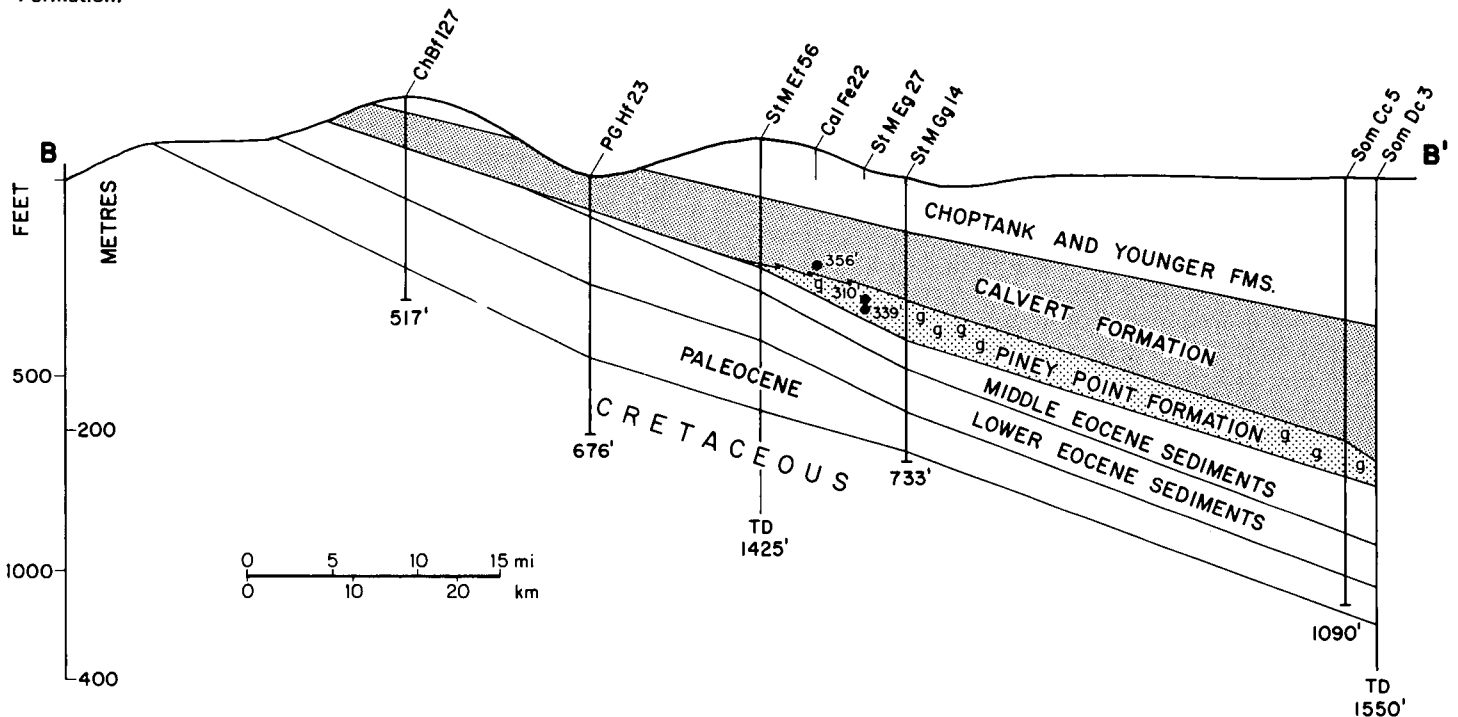 Formation,
ChBf127
PG Hf 23
St M Ef 56
Cal Fe 22
St M Eg 27
St M Gg 14
Som Cc 5
Som Dc 3
B
B'
FEET
METRES
CHOPTANK AND YOUNGER FMS.
356'
g
310'
339'
CALVERT FORMATION
517'
g
g g g
PINEY POINT FORMATION g
g g
500
PALEOCENE
MIDDLE EOCENE SEDIMENTS
LOWER EOCENE SEDIMENTS
200
CRETACEOUS
676'
733'
TD
1425'
0 5 10 15 mi
0 10 20 km
1000
1090'
400
TD
1550'